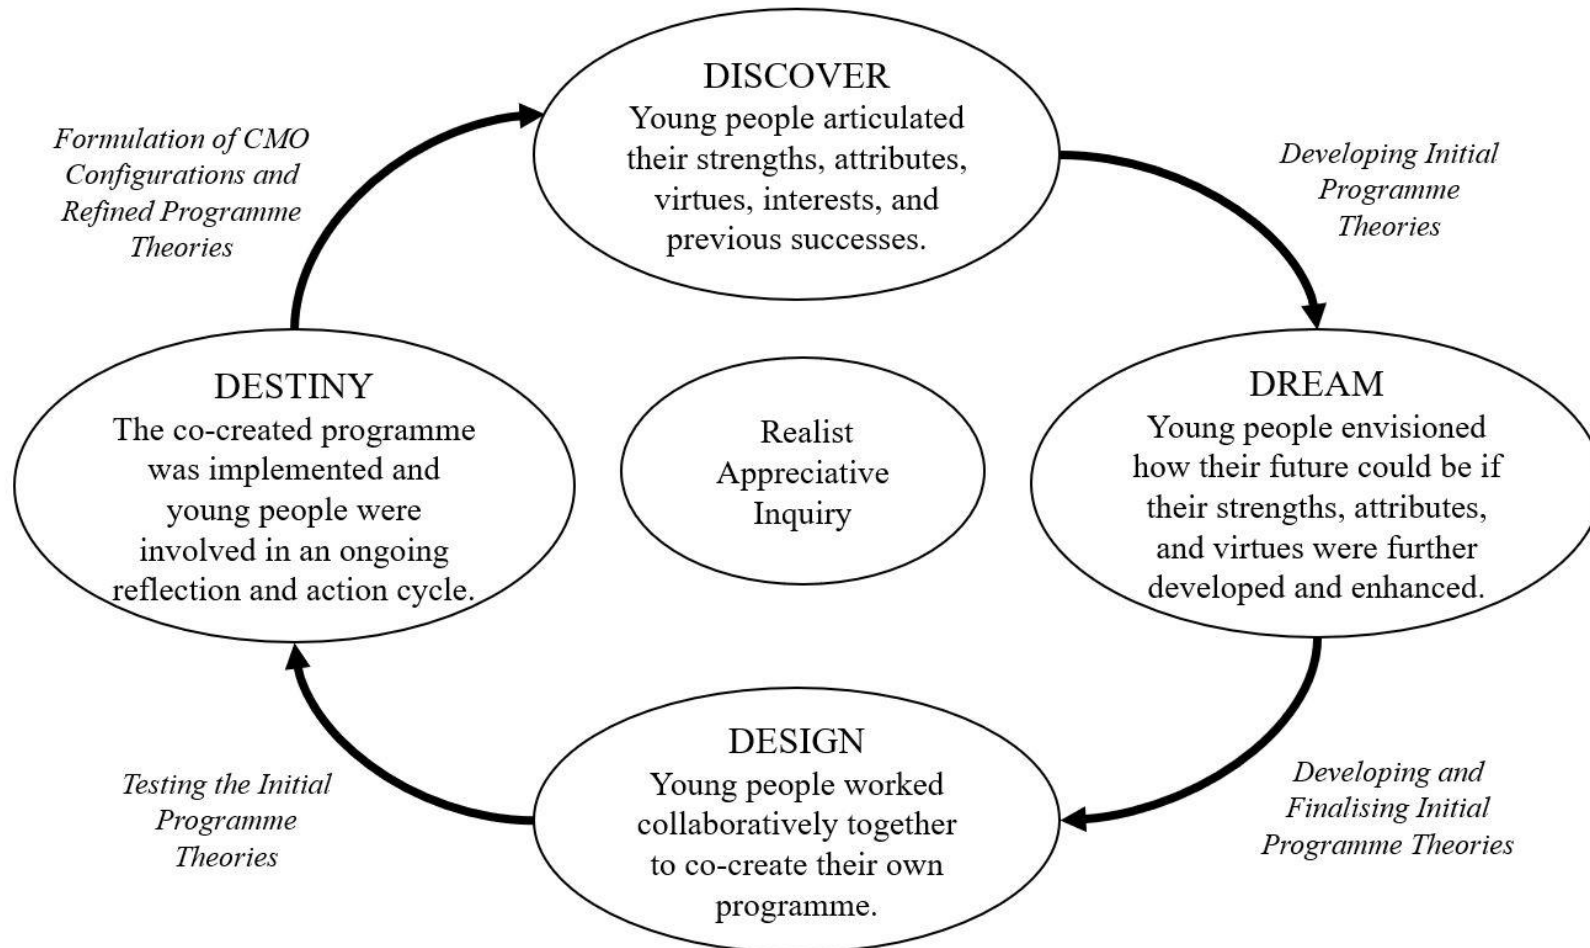 DISCOVER
Young people articulated
their strengths, attributes,
virtues, interests, and
previous successes.
Formulation of CMO
Configurations and
Refined Programme
Theories
Developing Initial
Programme
Theories
DESTINY
The co-created programme
was implemented and
young people were
involved in an ongoing
reflection and action cycle.
Realist
Appreciative
Inquiry
DREAM
Young people envisioned
how their future could be if
their strengths, attributes,
and virtues were further
developed and enhanced.
Testing the Initial
Programme
Theories
DESIGN
Young people worked
collaboratively together
to co-create their own
programme.
Developing and
Finalising Initial
Programme Theories